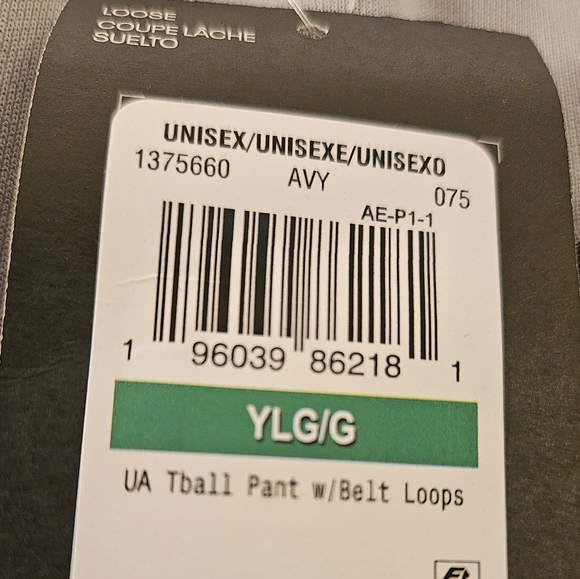 LOOSE
COUPE LÂCHE
SUELTO
UNISEX/UNISEXE/UNISEXO
1375660 AVY 075
AE-P1-1
1 96039 86218 1
YLG/G
UA Tball Pant w/Belt Loops